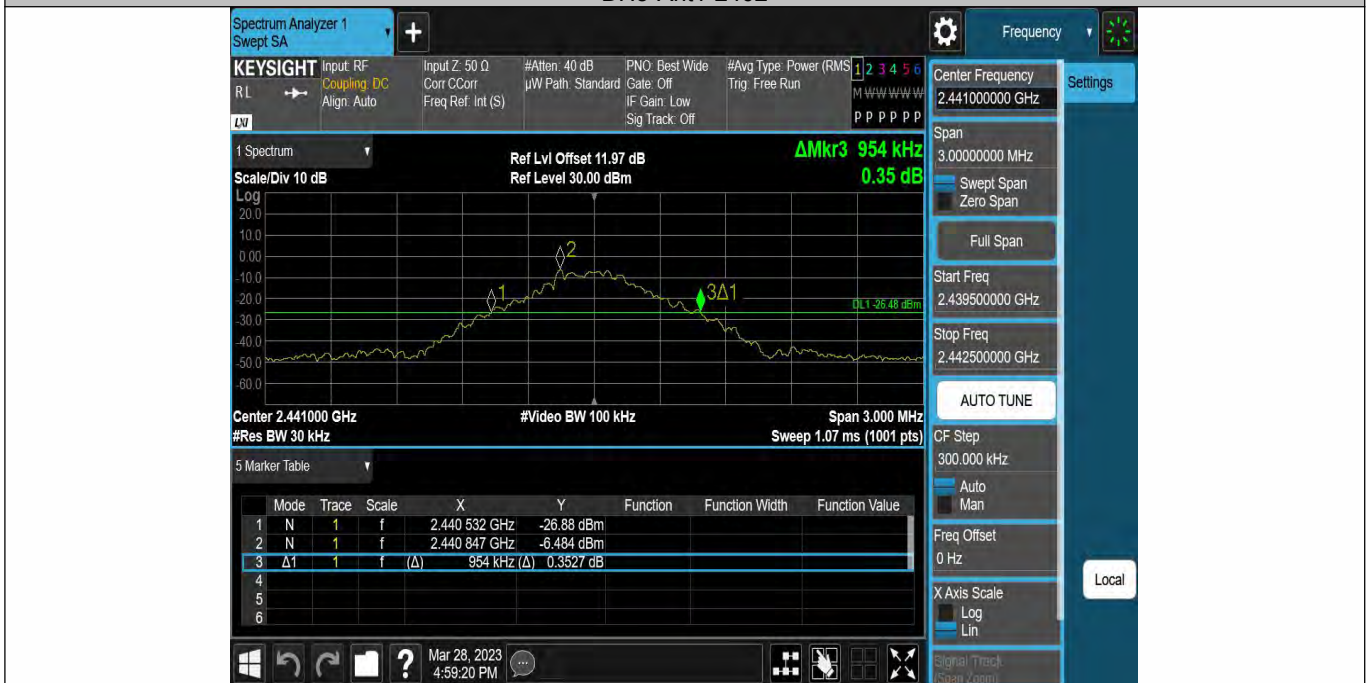 Spectrum Analyzer 1
Swept SA
+
Frequency
KEYSIGHT
RL
LXI
Input: RF
Coupling: DC
Align: Auto
Input Z: 50 Ω
Corr CCorr
Freq Ref: Int (S)
#Atten: 40 dB
µW Path: Standard
PNO: Best Wide
Gate: Off
IF Gain: Low
Sig Track: Off
#Avg Type: Power (RMS
Trig: Free Run
1 2 3 4 5 6
M W W W W W
P P P P P P
1 Spectrum
Scale/Div 10 dB
Ref Lvl Offset 11.97 dB
Ref Level 30.00 dBm
ΔMkr3 954 kHz
0.35 dB
Log
20.0
10.0
0.00
-10.0
-20.0
-30.0
-40.0
-50.0
-60.0
1
2
3Δ1
DL1 -26.48 dBm
Center 2.441000 GHz
#Video BW 100 kHz
Span 3.000 MHz
#Res BW 30 kHz
Sweep 1.07 ms (1001 pts)
5 Marker Table
Mode Trace Scale X Y Function Function Width Function Value
1 N 1 f 2.440 532 GHz -26.88 dBm
2 N 1 f 2.440 847 GHz -6.484 dBm
3 Δ1 1 f (Δ) 954 kHz (Δ) 0.3527 dB
4
5
6
Mar 28, 2023
4:59:20 PM
Center Frequency
2.441000000 GHz
Settings
Span
3.00000000 MHz
Swept Span
Zero Span
Full Span
Start Freq
2.439500000 GHz
Stop Freq
2.442500000 GHz
AUTO TUNE
CF Step
300.000 kHz
Auto
Man
Freq Offset
0 Hz
Local
X Axis Scale
Log
Lin
Signal Track
(Span Zoom)